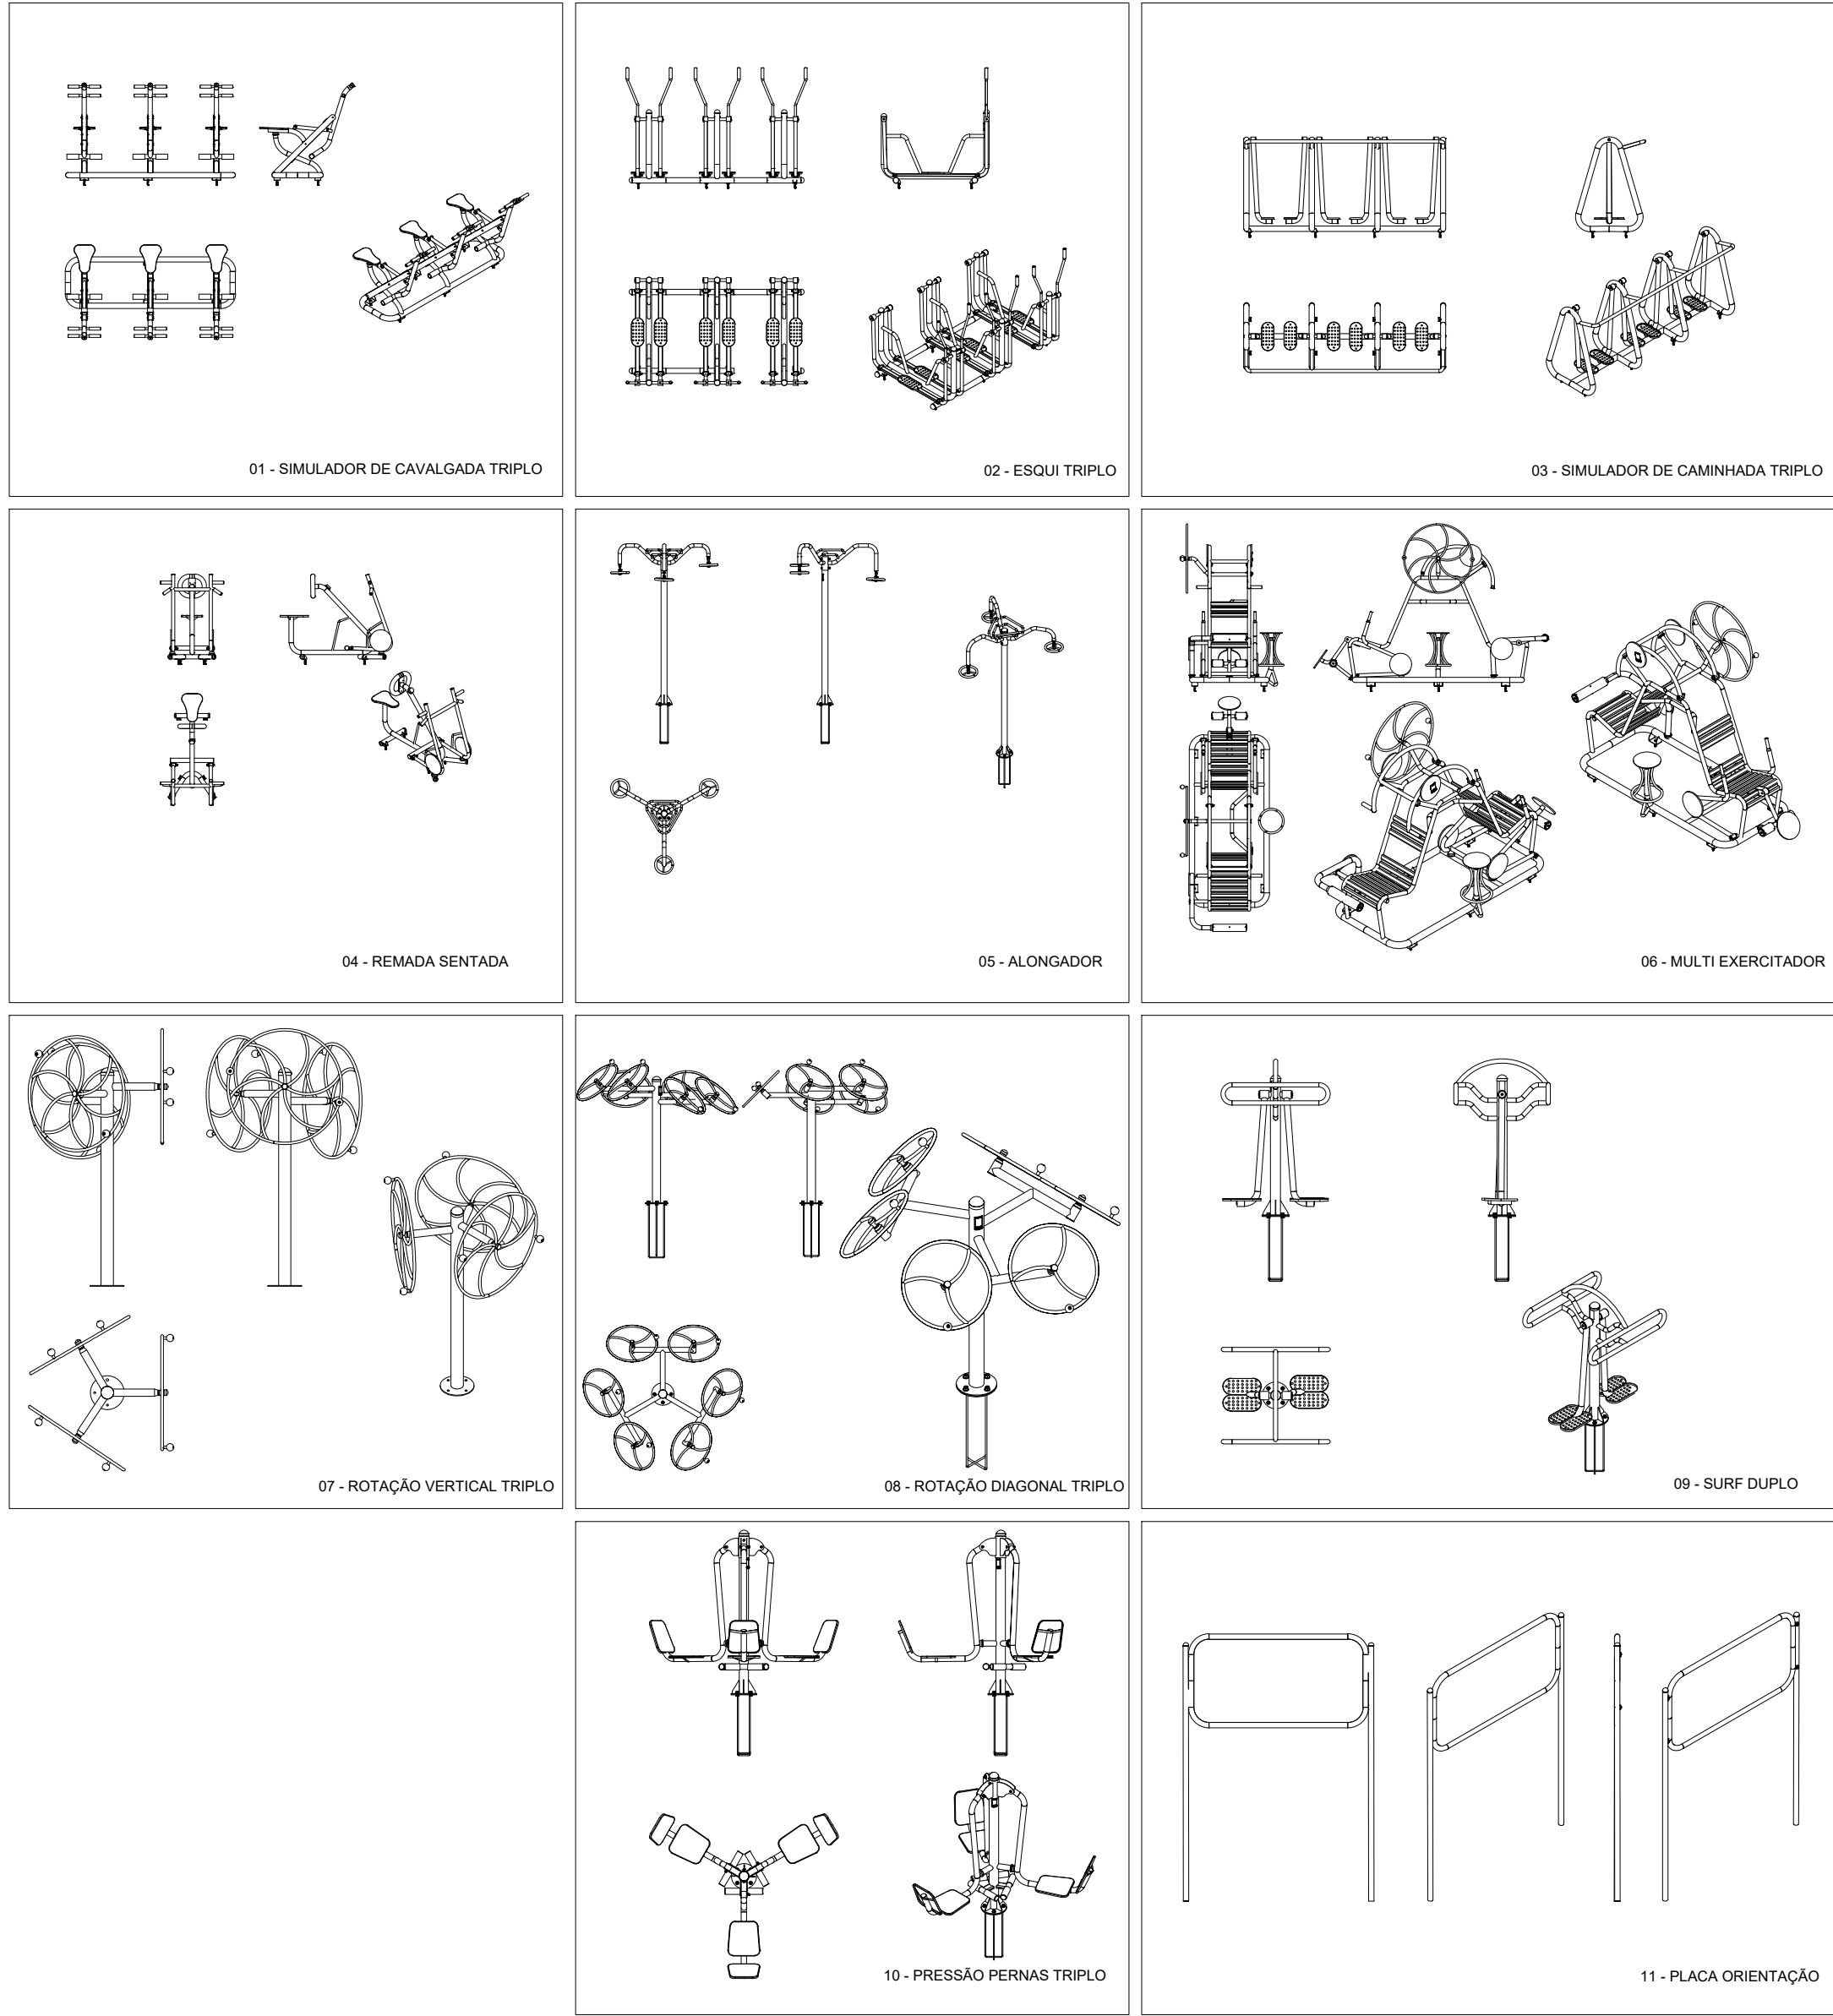 01 - SIMULADOR DE CAVALGADA TRIPLO
02 - ESQUI TRIPLO
03 - SIMULADOR DE CAMINHADA TRIPLO
04 - REMADA SENTADA
05 - ALONGADOR
06 - MULTI EXERCITADOR
07 - ROTAÇÃO VERTICAL TRIPLO
08 - ROTAÇÃO DIAGONAL TRIPLO
09 - SURF DUPLO
10 - PRESSÃO PERNAS TRIPLO
11 - PLACA ORIENTAÇÃO